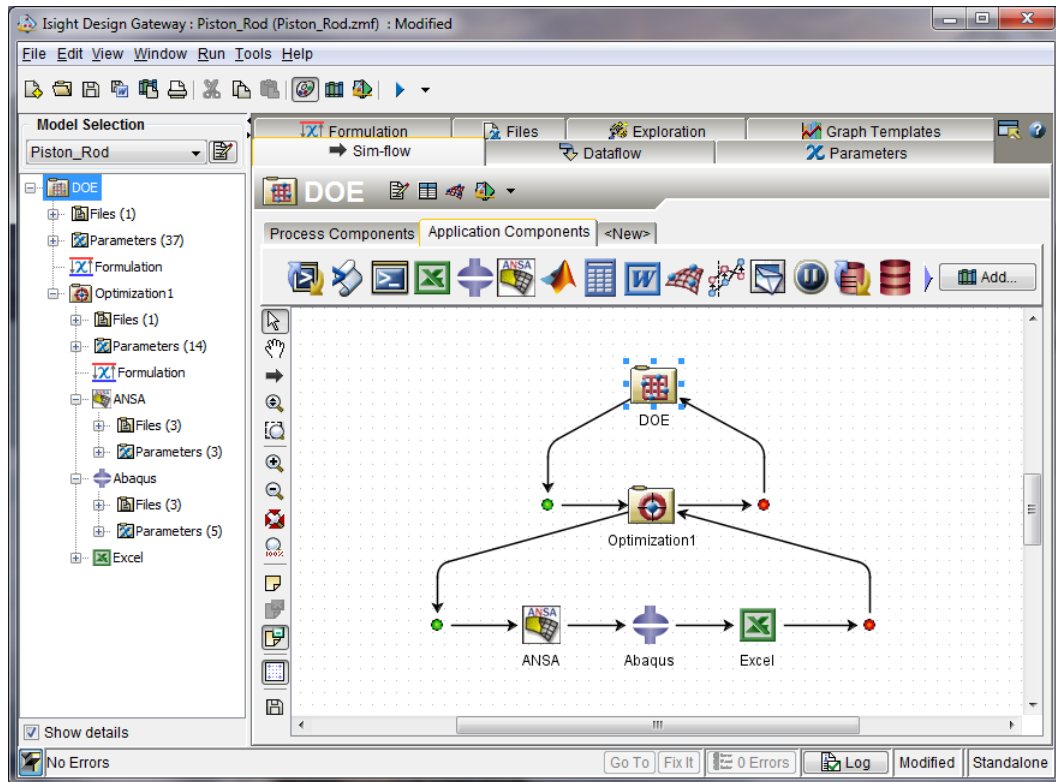 Isight Design Gateway : Piston_Rod (Piston_Rod.zmf) : Modified
File Edit View Window Run Tools Help
Model Selection
Piston_Rod
DOE
Files (1)
Parameters (37)
Formulation
Optimization1
Files (1)
Parameters (14)
Formulation
ANSA
Files (3)
Parameters (3)
Abaqus
Files (3)
Parameters (5)
Excel
Show details
Formulation Files Exploration Graph Templates
Sim-flow Dataflow Parameters
DOE
Process Components Application Components <New>
ANSA Add...
100%
DOE
Optimization1
ANSA
ANSA Abaqus Excel
No Errors Go To Fix It 0 Errors Log Modified Standalone